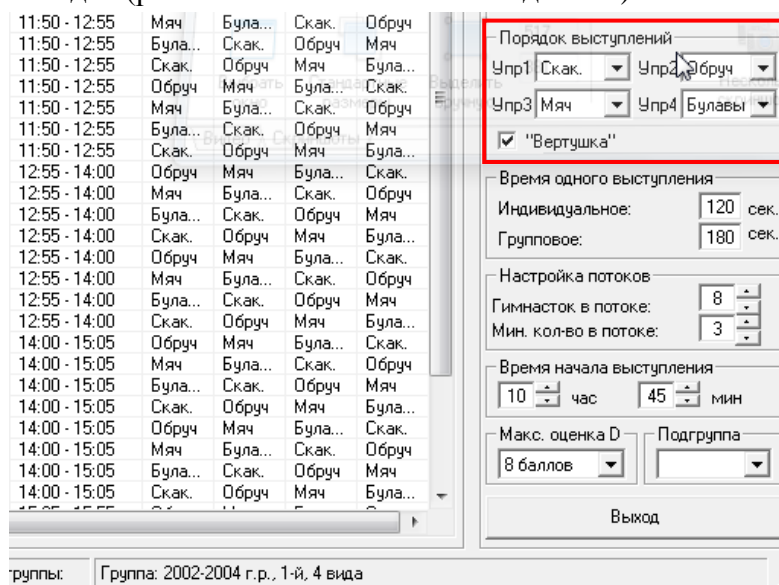 11:50 - 12:55 Мяч Була... Скак. Обруч
11:50 - 12:55 Була... Скак. Обруч Мяч
11:50 - 12:55 Скак. Обруч Мяч Була...
11:50 - 12:55 Обруч Мяч Була... Скак.
11:50 - 12:55 Мяч Була... Скак. Обруч
11:50 - 12:55 Була... Скак. Обруч Мяч
11:50 - 12:55 Скак. Обруч Мяч Була...
12:55 - 14:00 Обруч Мяч Була... Скак.
12:55 - 14:00 Мяч Була... Скак. Обруч
12:55 - 14:00 Була... Скак. Обруч Мяч
12:55 - 14:00 Скак. Обруч Мяч Була...
12:55 - 14:00 Обруч Мяч Була... Скак.
12:55 - 14:00 Мяч Була... Скак. Обруч
12:55 - 14:00 Була... Скак. Обруч Мяч
12:55 - 14:00 Скак. Обруч Мяч Була...
14:00 - 15:05 Обруч Мяч Була... Скак.
14:00 - 15:05 Мяч Була... Скак. Обруч
14:00 - 15:05 Була... Скак. Обруч Мяч
14:00 - 15:05 Скак. Обруч Мяч Була...
14:00 - 15:05 Обруч Мяч Була... Скак.
14:00 - 15:05 Мяч Була... Скак. Обруч
14:00 - 15:05 Була... Скак. Обруч Мяч
14:00 - 15:05 Скак. Обруч Мяч Була...
Порядок выступлений
Упр1 Скак. Упр2 Обруч
Упр3 Мяч Упр4 Булавы
"Вертушка"
Время одного выступления
Индивидуальное: 120 сек.
Групповое: 180 сек.
Настройка потоков
Гимнасток в потоке: 8
Мин. кол-во в потоке: 3
Время начала выступления
10 час 45 мин
Макс. оценка D Подгруппа
8 баллов
Выход
руппы: Группа: 2002-2004 г.р., 1-й, 4 вида